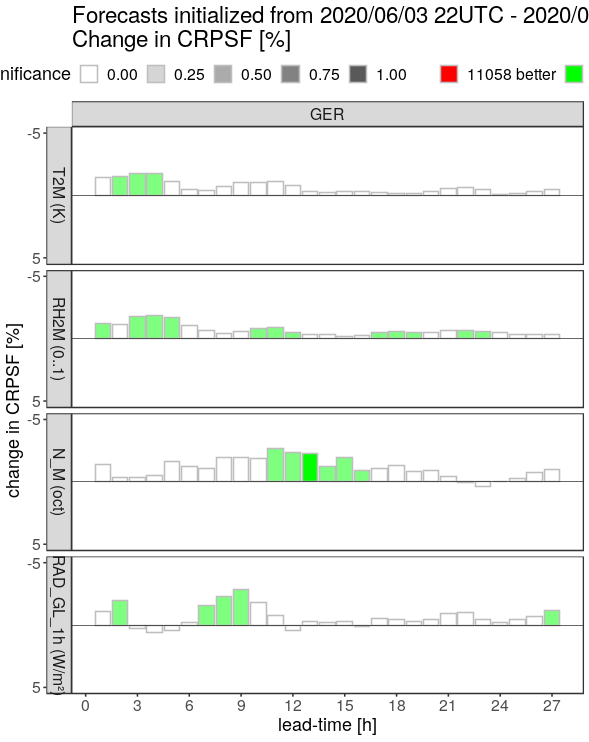 Forecasts initialized from 2020/06/03 22UTC - 2020/0
Change in CRPSF [%]
nificance 0.00 0.25 0.50 0.75 1.00 11058 better
GER
change in CRPSF [%]
-5
5
T2M (K)
-5
5
RH2M (0..1)
-5
5
N_M (oct)
-5
5
RAD_GL_1h (W/m²)
0 3 6 9 12 15 18 21 24 27
lead-time [h]